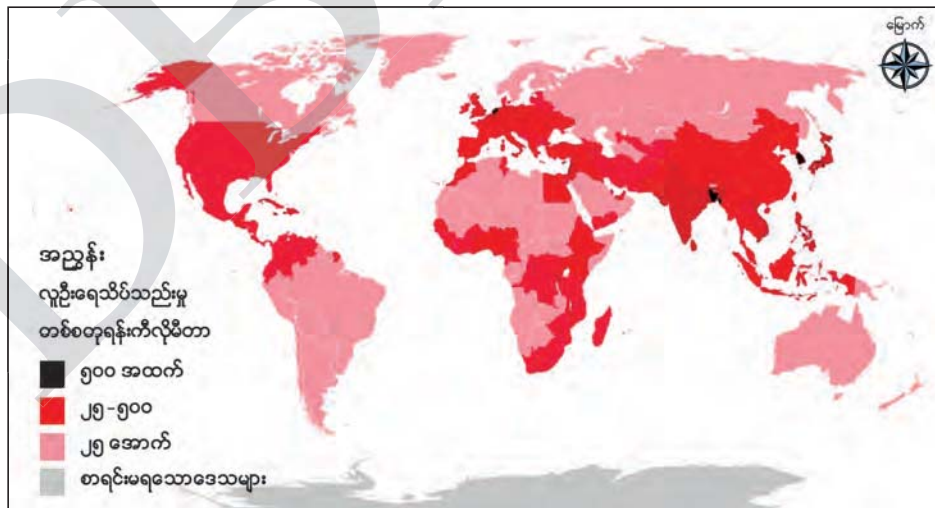 မြောက်
အညွှန်း
လူဦးရေသိပ်သည်းမှု
တစ်စတုရန်းကီလိုမီတာ
၅၀၀ အထက်
၂၅ -၅၀၀
၂၅ အောက်
စာရင်းမရသောဒေသများ